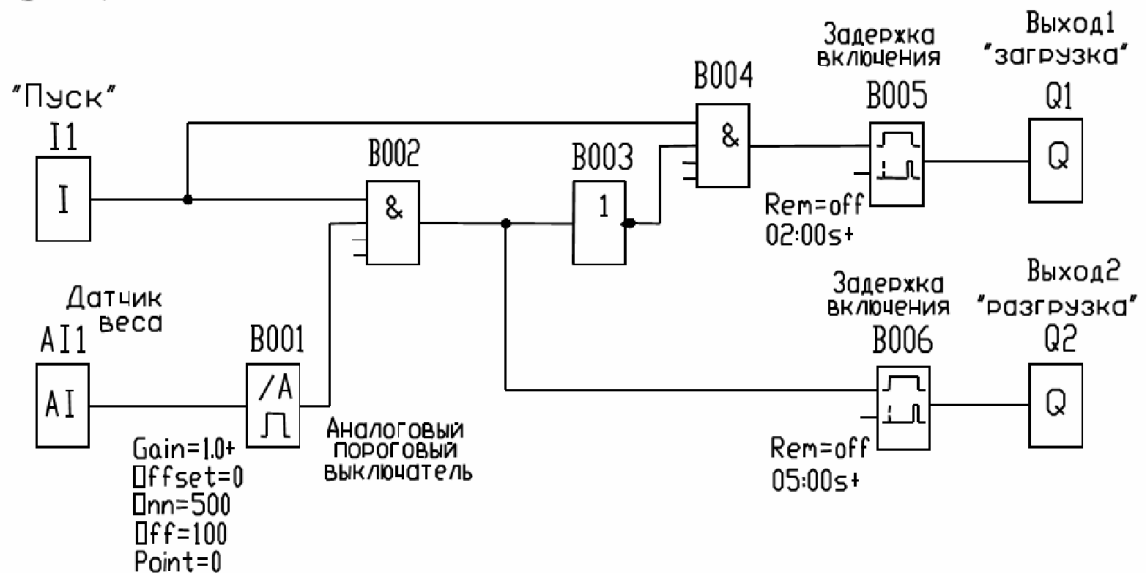 Выход1
"загрузка"
Q1
Q
Задержка
включения
B005
Rem=off
02:00s+
B004
&
"Пуск"
I1
I
B002
&
B003
1
Задержка
включения
B006
Rem=off
05:00s+
Выход2
"разгрузка"
Q2
Q
Датчик
веса
AI1
AI
B001
/A
Аналоговый
пороговый
выключатель
Gain=1.0+
Offset=0
Onn=500
Off=100
Point=0